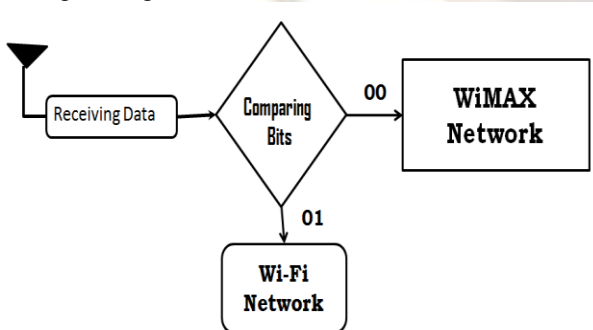 Receiving Data
Comparing
Bits
00
WiMAX
Network
01
Wi-Fi
Network